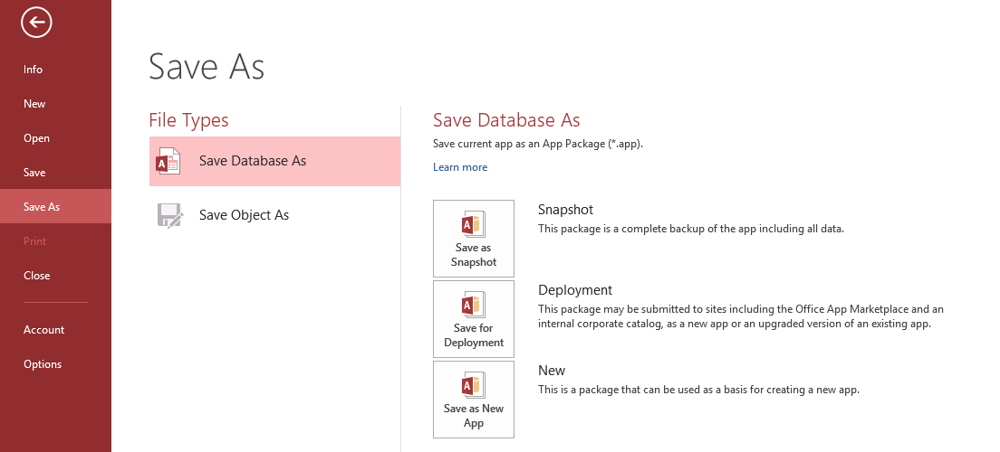 Info
New
Open
Save
Save As
Print
Close
Account
Options
Save As
File Types
Save Database As
Save Object As
Save Database As
Save current app as an App Package (*.app).
Learn more
Save as
Snapshot
Snapshot
This package is a complete backup of the app including all data.
Save for
Deployment
Deployment
This package may be submitted to sites including the Office App Marketplace and an
internal corporate catalog, as a new app or an upgraded version of an existing app.
Save as New
App
New
This is a package that can be used as a basis for creating a new app.